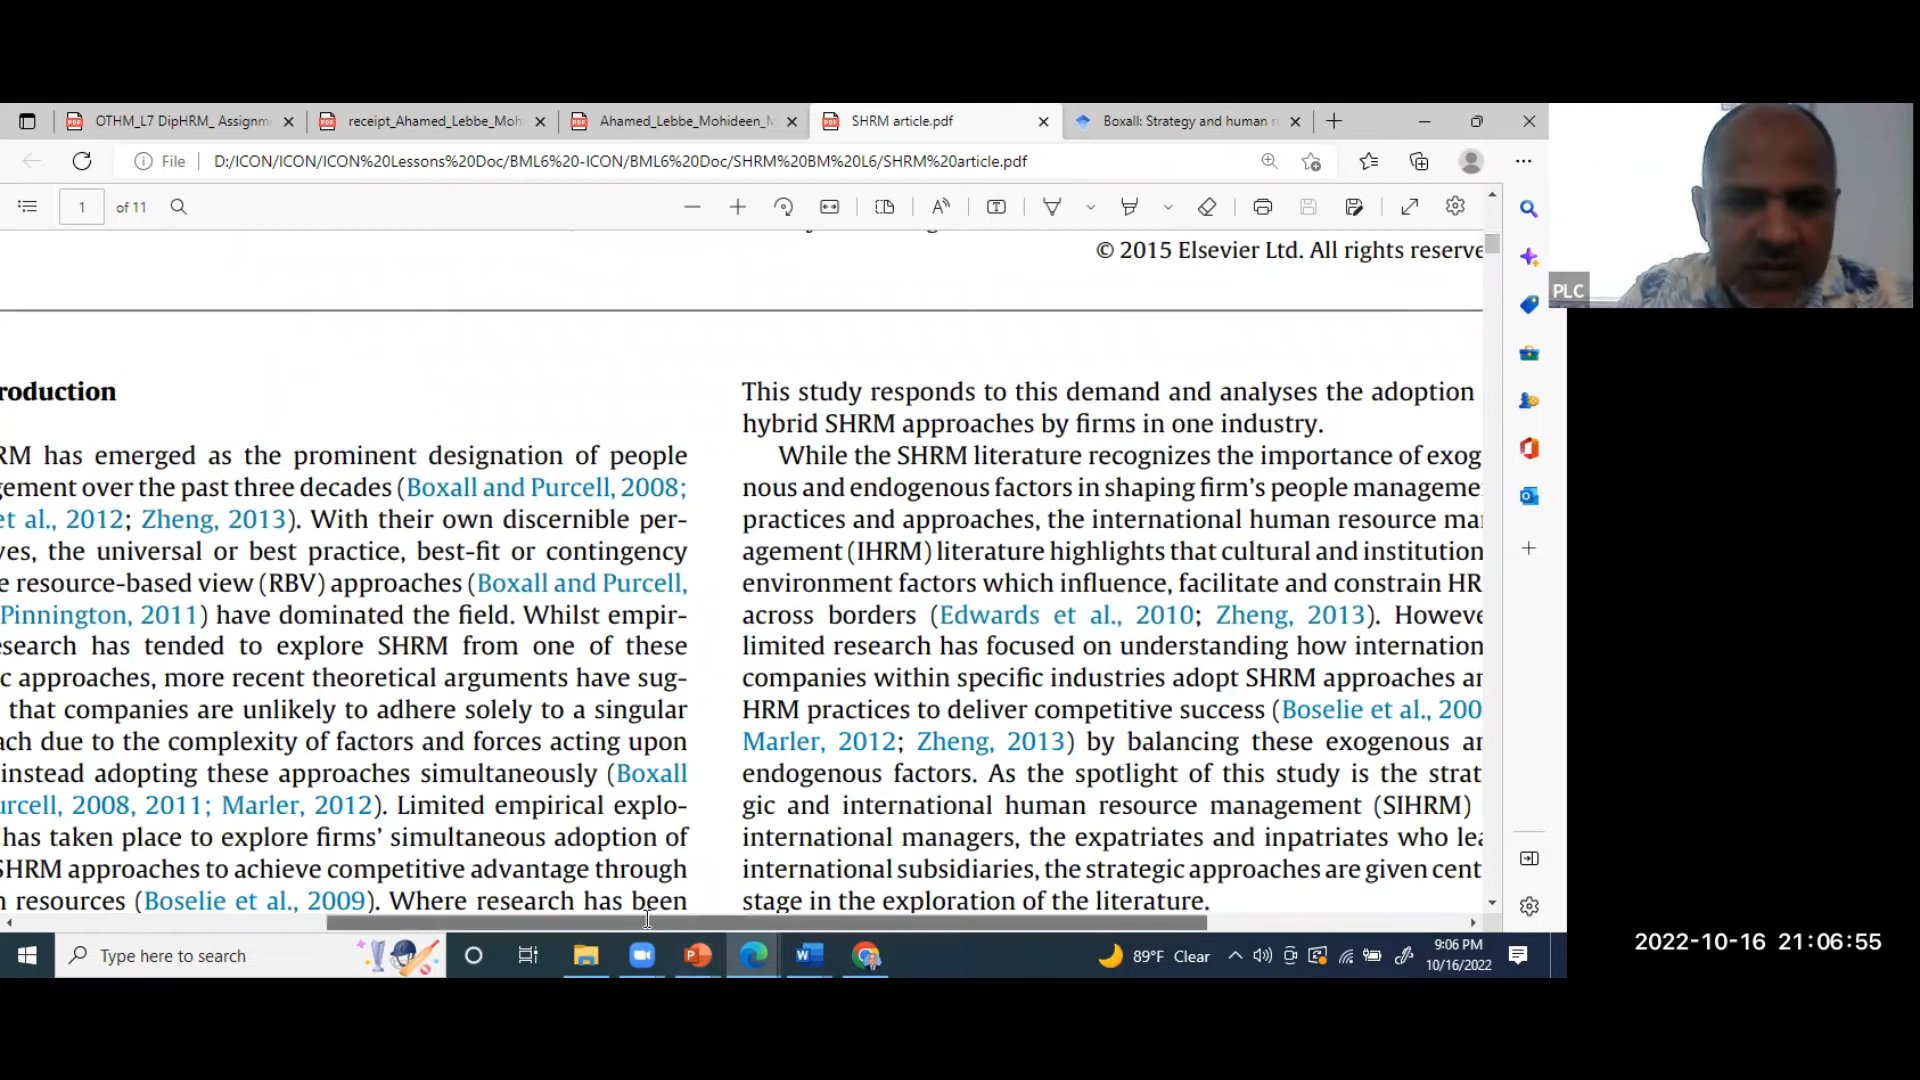 OTHM_L7 DipHRM_ Assignm
receipt_Ahamed_Lebbe_Moh
Ahamed_Lebbe_Mohideen_M
SHRM article.pdf
Boxall: Strategy and human r
File
D:/ICON/ICON/ICON%20Lessons%20Doc/BML6%20-ICON/BML6%20Doc/SHRM%20BM%20L6/SHRM%20article.pdf
1 of 11
© 2015 Elsevier Ltd. All rights reserve
PLC
roduction
RM has emerged as the prominent designation of people
gement over the past three decades (Boxall and Purcell, 2008;
et al., 2012; Zheng, 2013). With their own discernible per-
ves, the universal or best practice, best-fit or contingency
e resource-based view (RBV) approaches (Boxall and Purcell,
Pinnington, 2011) have dominated the field. Whilst empir-
esearch has tended to explore SHRM from one of these
c approaches, more recent theoretical arguments have sug-
that companies are unlikely to adhere solely to a singular
ach due to the complexity of factors and forces acting upon
instead adopting these approaches simultaneously (Boxall
urcell, 2008, 2011; Marler, 2012). Limited empirical explo-
has taken place to explore firms' simultaneous adoption of
SHRM approaches to achieve competitive advantage through
n resources (Boselie et al., 2009). Where research has been
This study responds to this demand and analyses the adoption
hybrid SHRM approaches by firms in one industry.
While the SHRM literature recognizes the importance of exog
nous and endogenous factors in shaping firm's people manageme
practices and approaches, the international human resource ma
agement (IHRM) literature highlights that cultural and institution
environment factors which influence, facilitate and constrain HR
across borders (Edwards et al., 2010; Zheng, 2013). Howeve
limited research has focused on understanding how internation
companies within specific industries adopt SHRM approaches ar
HRM practices to deliver competitive success (Boselie et al., 200
Marler, 2012; Zheng, 2013) by balancing these exogenous ar
endogenous factors. As the spotlight of this study is the strat
gic and international human resource management (SIHRM)
international managers, the expatriates and inpatriates who lea
international subsidiaries, the strategic approaches are given cent
stage in the exploration of the literature.
Type here to search
89°F Clear
9:06 PM
10/16/2022
2022-10-16 21:06:55